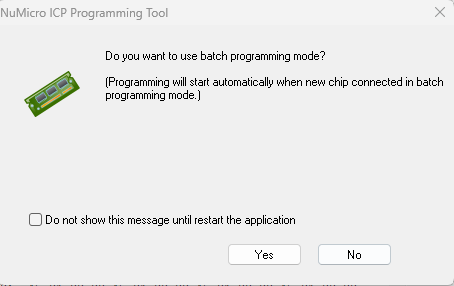 NuMicro ICP Programming Tool
Do you want to use batch programming mode?
(Programming will start automatically when new chip connected in batch
programming mode.)
Do not show this message until restart the application
Yes
No